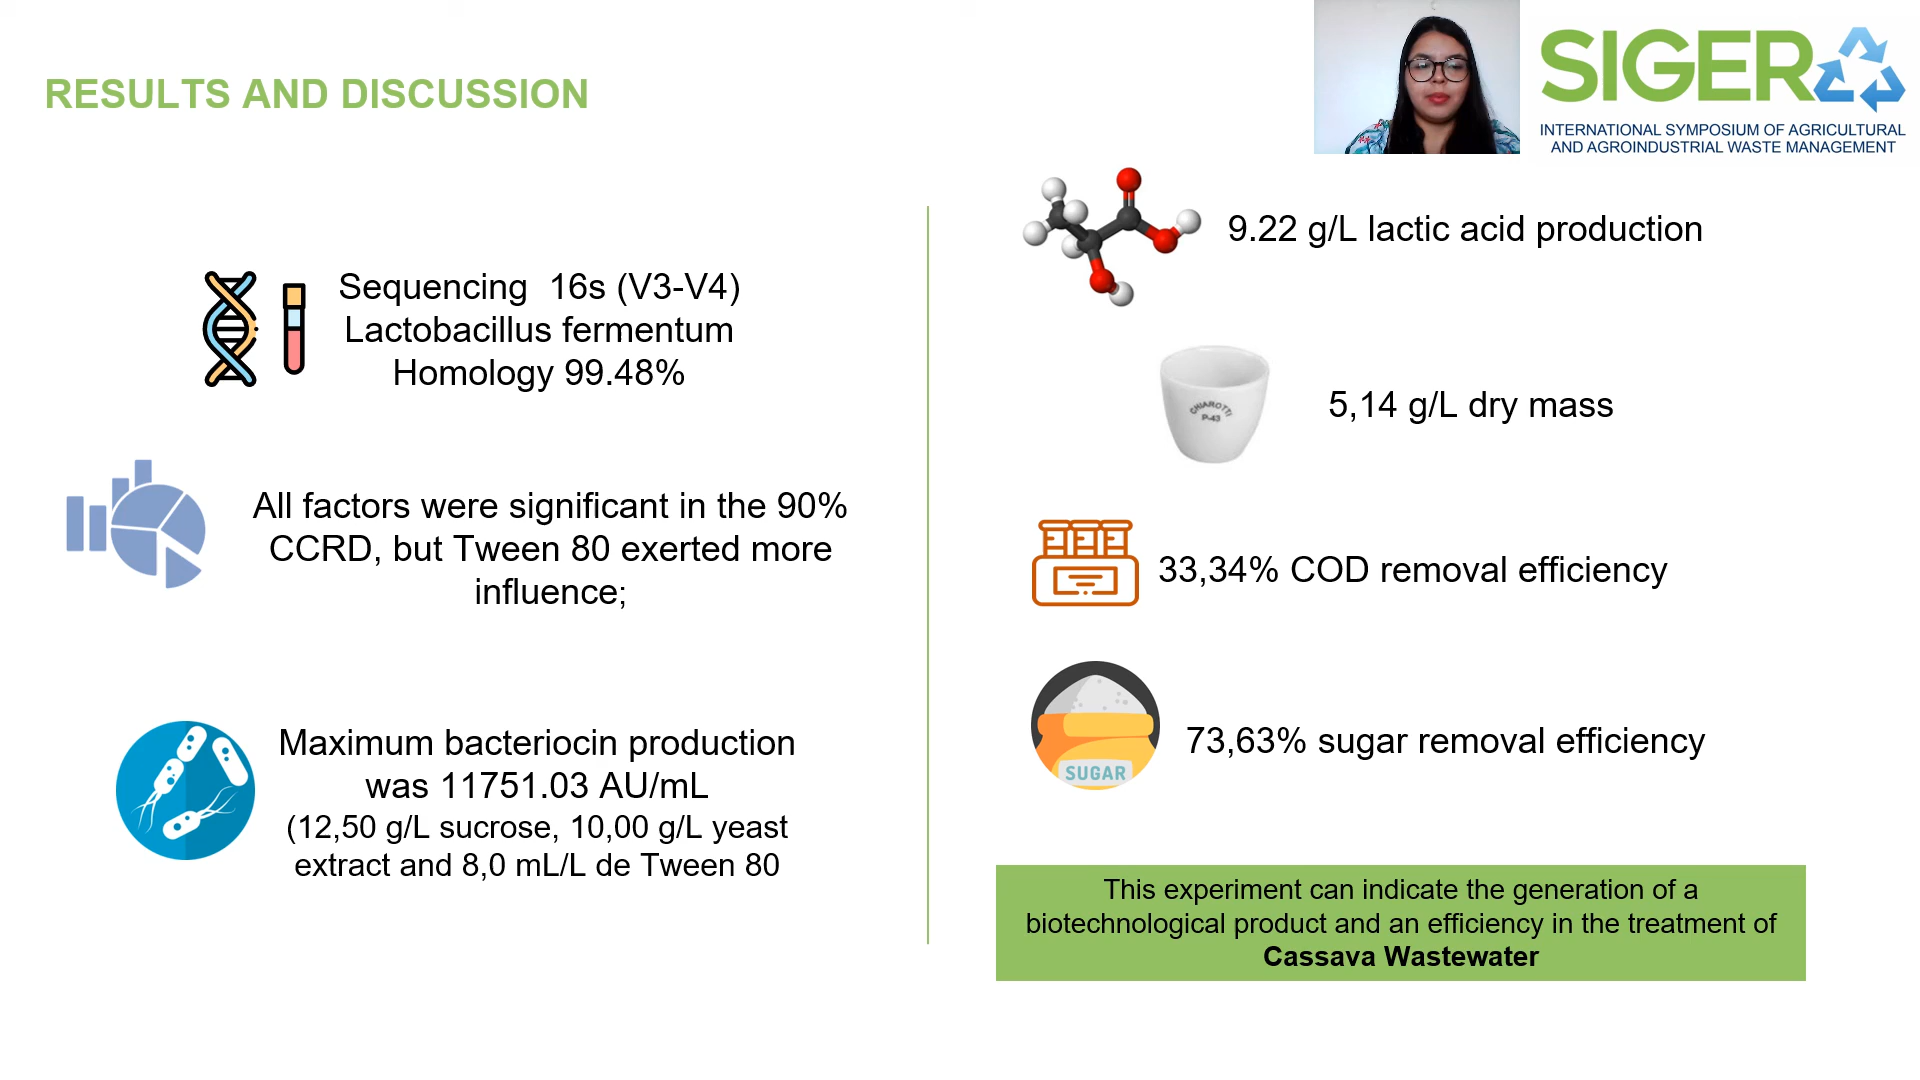 RESULTS AND DISCUSSION
SIGER
INTERNATIONAL SYMPOSIUM OF AGRICULTURAL
AND AGROINDUSTRIAL WASTE MANAGEMENT
Sequencing 16s (V3-V4)
Lactobacillus fermentum
Homology 99.48%
All factors were significant in the 90%
CCRD, but Tween 80 exerted more
influence;
Maximum bacteriocin production
was 11751.03 AU/mL
(12,50 g/L sucrose, 10,00 g/L yeast
extract and 8,0 mL/L de Tween 80
9.22 g/L lactic acid production
CHIAROTTI
P-43
5,14 g/L dry mass
33,34% COD removal efficiency
SUGAR
73,63% sugar removal efficiency
This experiment can indicate the generation of a
biotechnological product and an efficiency in the treatment of
Cassava Wastewater